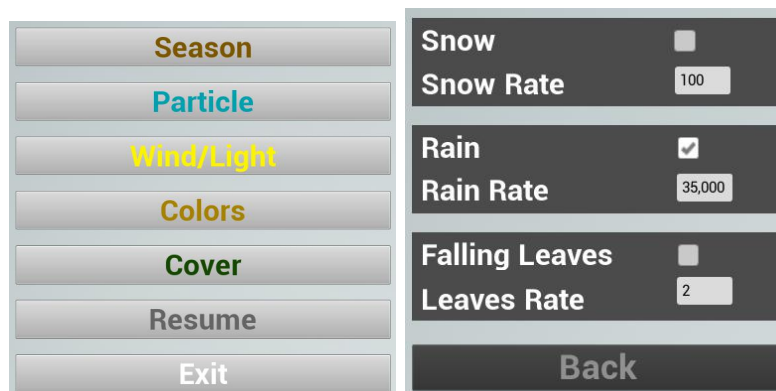 Season
Particle
Wind/Light
Colors
Cover
Resume
Exit
Snow
Snow Rate 100
Rain
Rain Rate 35,000
Falling Leaves
Leaves Rate 2
Back